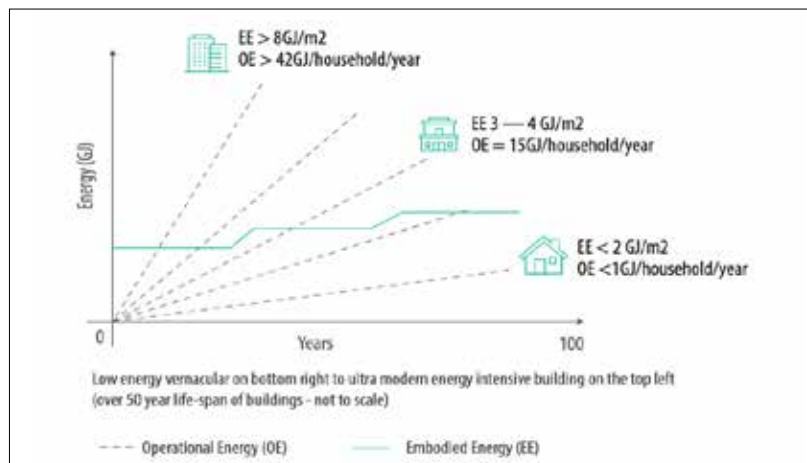 EE > 8GJ/m2
OE > 42GJ/household/year
EE 3 — 4 GJ/m2
OE = 15GJ/household/year
Energy (GJ)
EE < 2 GJ/m2
OE <1GJ/household/year
0
Years
100
Low energy vernacular on bottom right to ultra modern energy intensive building on the top left
(over 50 year life-span of buildings - not to scale)
Operational Energy (OE)
Embodied Energy (EE)